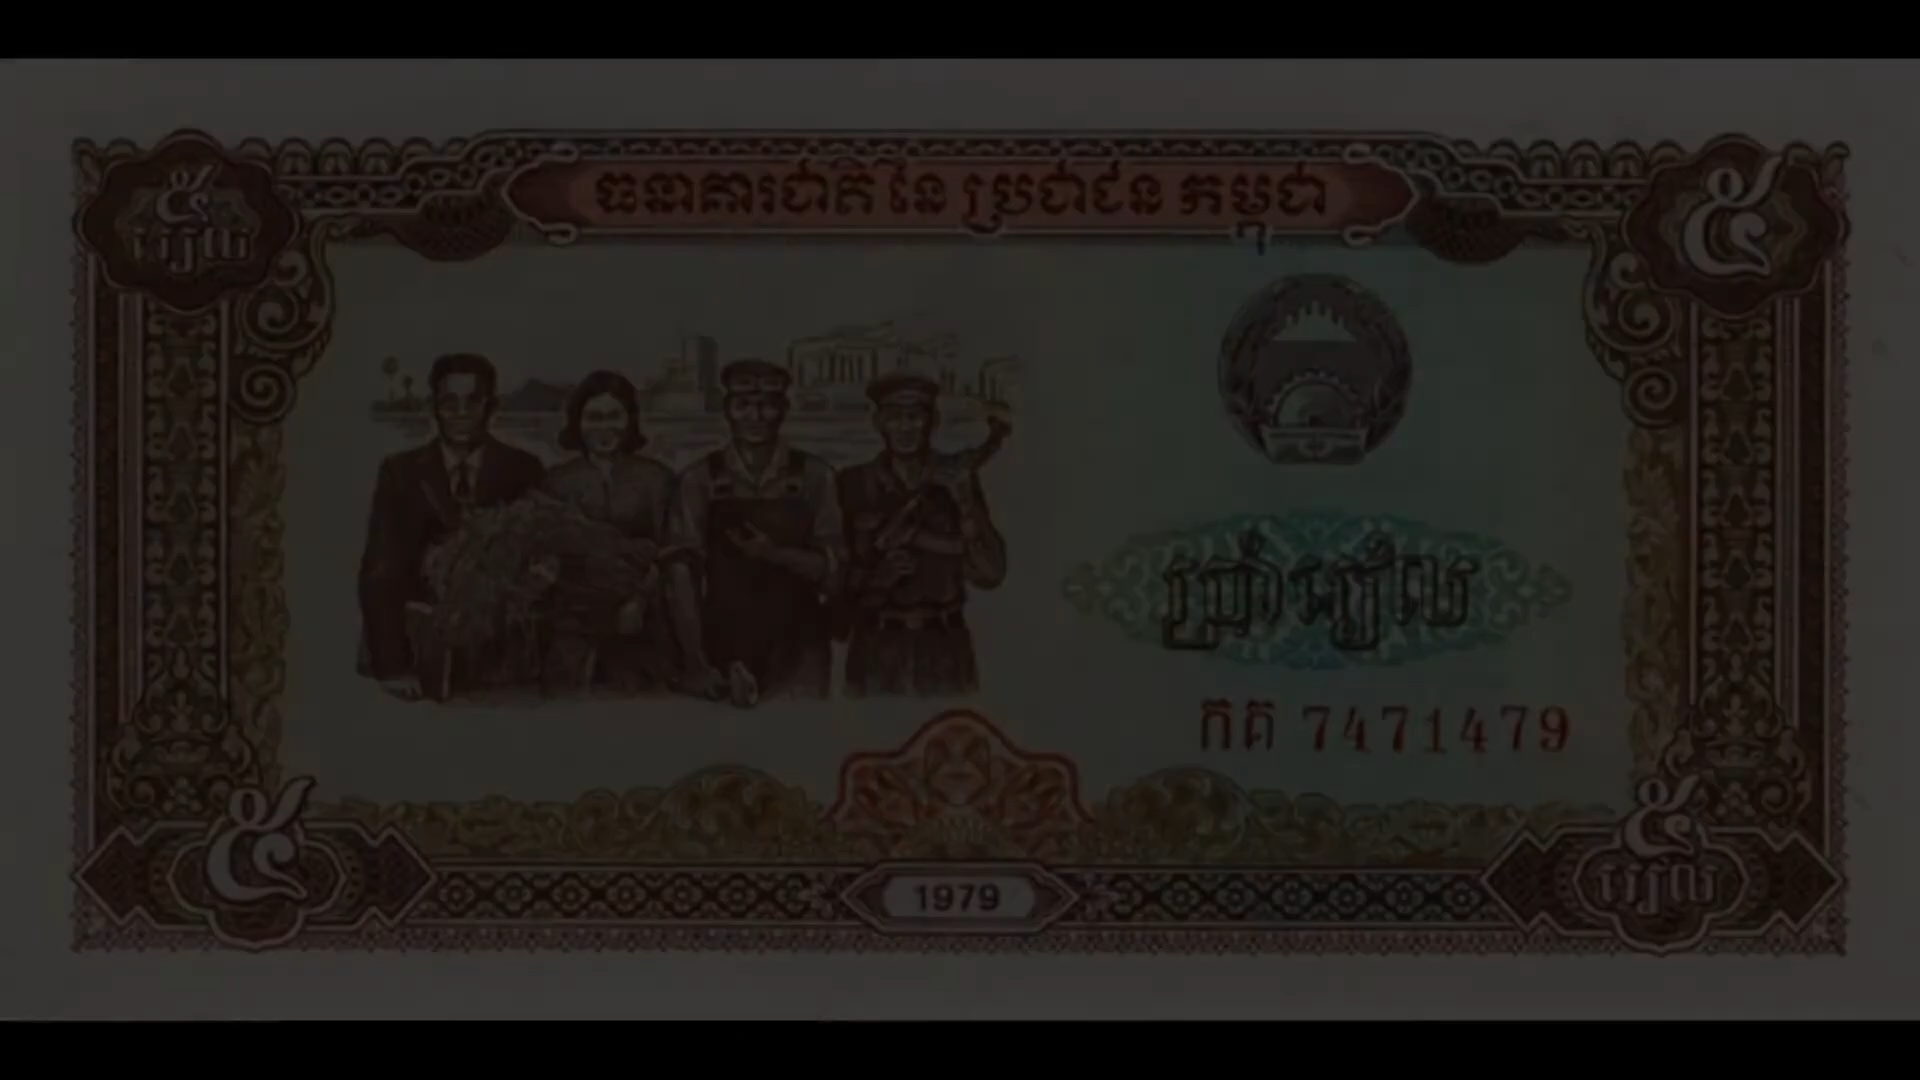 ធនាគារជាតិ នៃ ប្រជាជន កម្ពុជា
៥
រៀល
៥
ប្រាំ រៀល
កគ 7471479
៥
1979
៥
រៀល